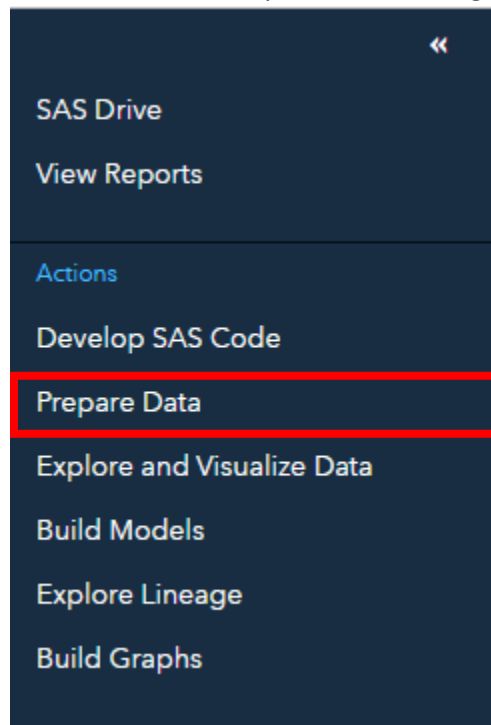 «
SAS Drive
View Reports
Actions
Develop SAS Code
Prepare Data
Explore and Visualize Data
Build Models
Explore Lineage
Build Graphs